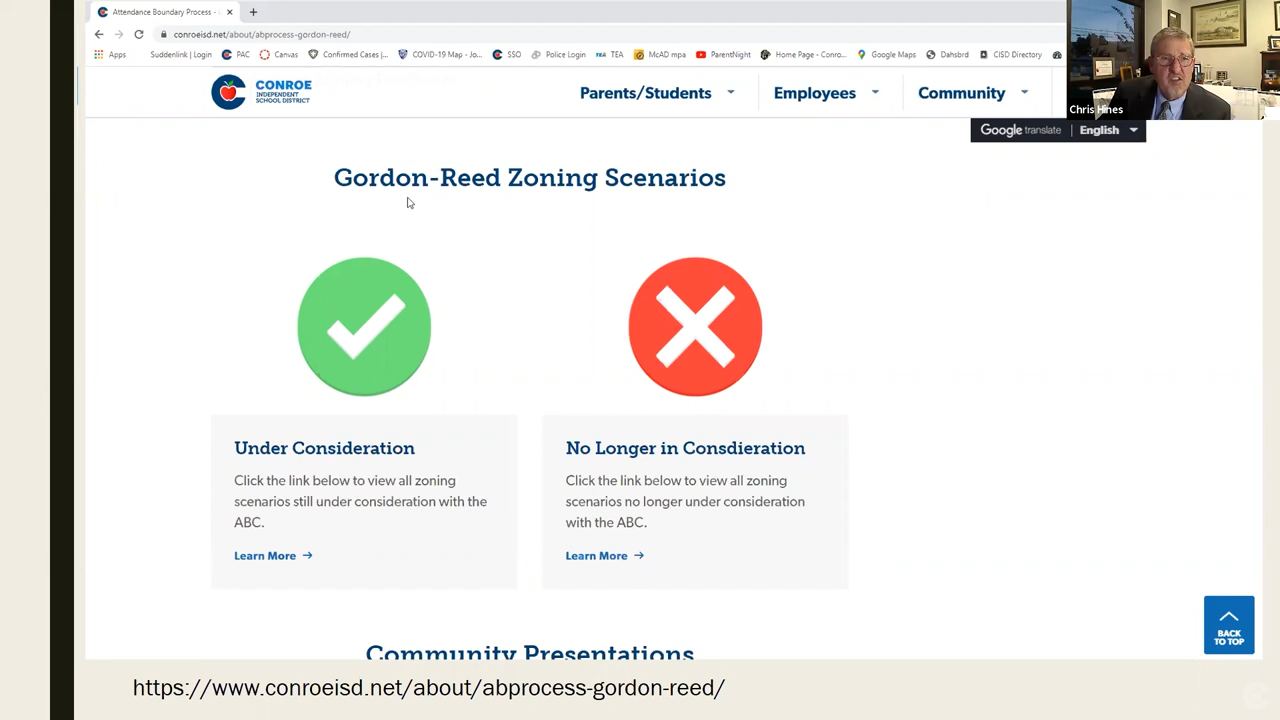 Attendance Boundary Process -
conroeisd.net/about/abprocess-gordon-reed/
Apps Suddenlink | Login PAC Canvas Confirmed Cases |... COVID-19 Map - Jo... SSO Police Login TEA TEA McAD mpa ParentNight Home Page - Conro... Google Maps Dahsbrd CISD Directory
Chris Hines
CONROE
INDEPENDENT
SCHOOL DISTRICT
Parents/Students Employees Community
Google translate English
Gordon-Reed Zoning Scenarios
Under Consideration
Click the link below to view all zoning
scenarios still under consideration with the
ABC.
Learn More →
No Longer in Consdieration
Click the link below to view all zoning
scenarios no longer under consideration
with the ABC.
Learn More →
BACK
TO TOP
Community Presentations
https://www.conroeisd.net/about/abprocess-gordon-reed/